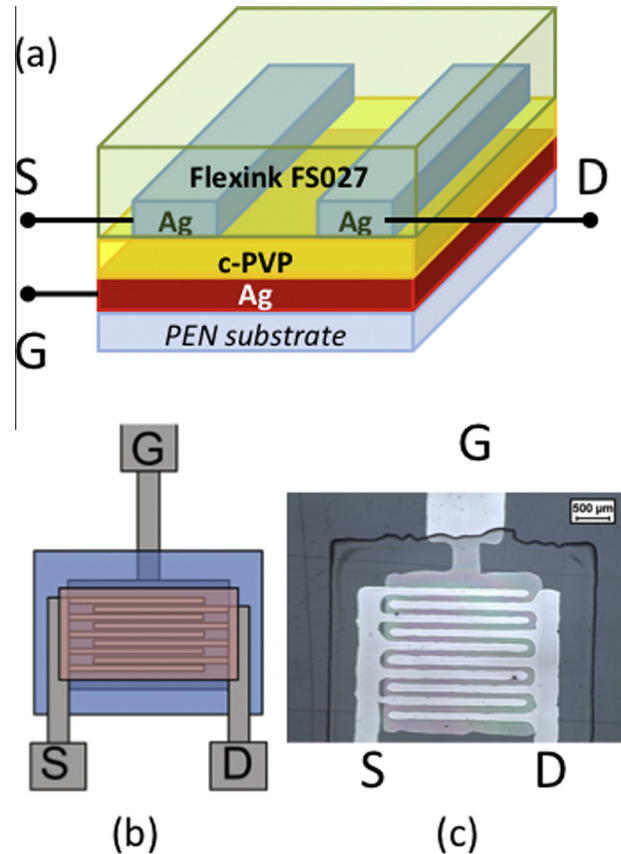 (a)
S
D
Flexink FS027
Ag
Ag
c-PVP
Ag
G
PEN substrate
G
G
500 µm
S
D
S
D
(b)
(c)